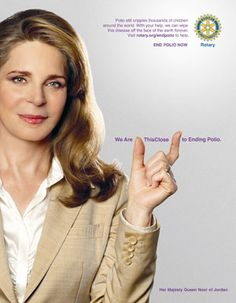 Polio still cripples thousands of children
around the world. With your help, we can wipe
this disease off the face of the earth forever.
Visit rotary.org/endpolio to help.
END POLIO NOW
Rotary
We Are ThisClose to Ending Polio.
Her Majesty Queen Noor of Jordan